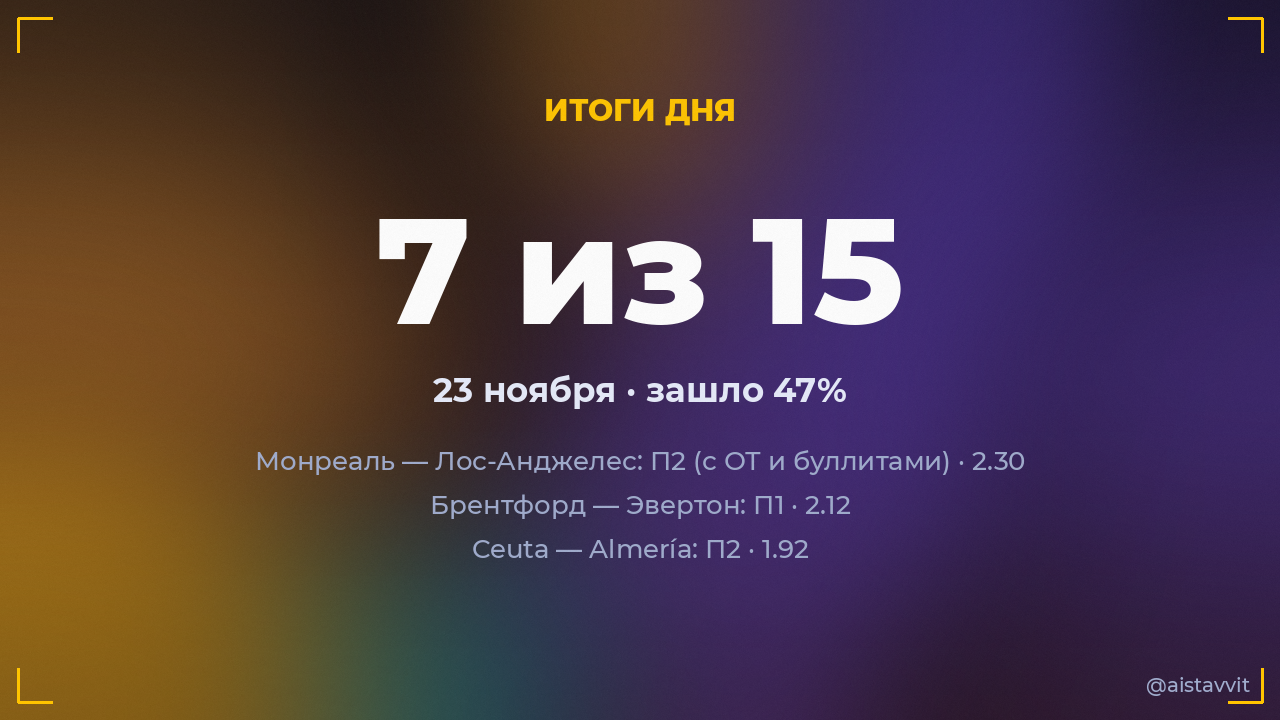 ИТОГИ ДНЯ
7 из 15
23 ноября · зашло 47%
Монреаль — Лос-Анджелес: П2 (с ОТ и буллитами) · 2.30
Брентфорд — Эвертон: П1 · 2.12
Ceuta — Almería: П2 · 1.92
@aistavvit